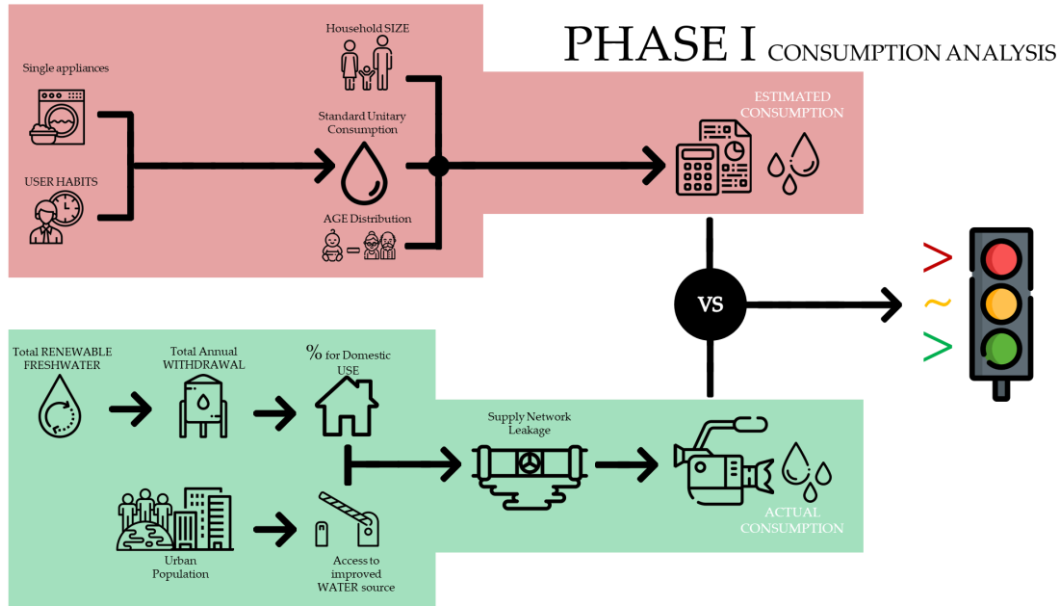 PHASE I CONSUMPTION ANALYSIS
Household SIZE
Single appliances
Standard Unitary
Consumption
USER HABITS
AGE Distribution
ESTIMATED
CONSUMPTION
VS
>
~
>
Total RENEWABLE
FRESHWATER
Total Annual
WITHDRAWAL
% for Domestic
USE
Supply Network
Leakage
Urban
Population
Access to
improved
WATER source
ACTUAL
CONSUMPTION